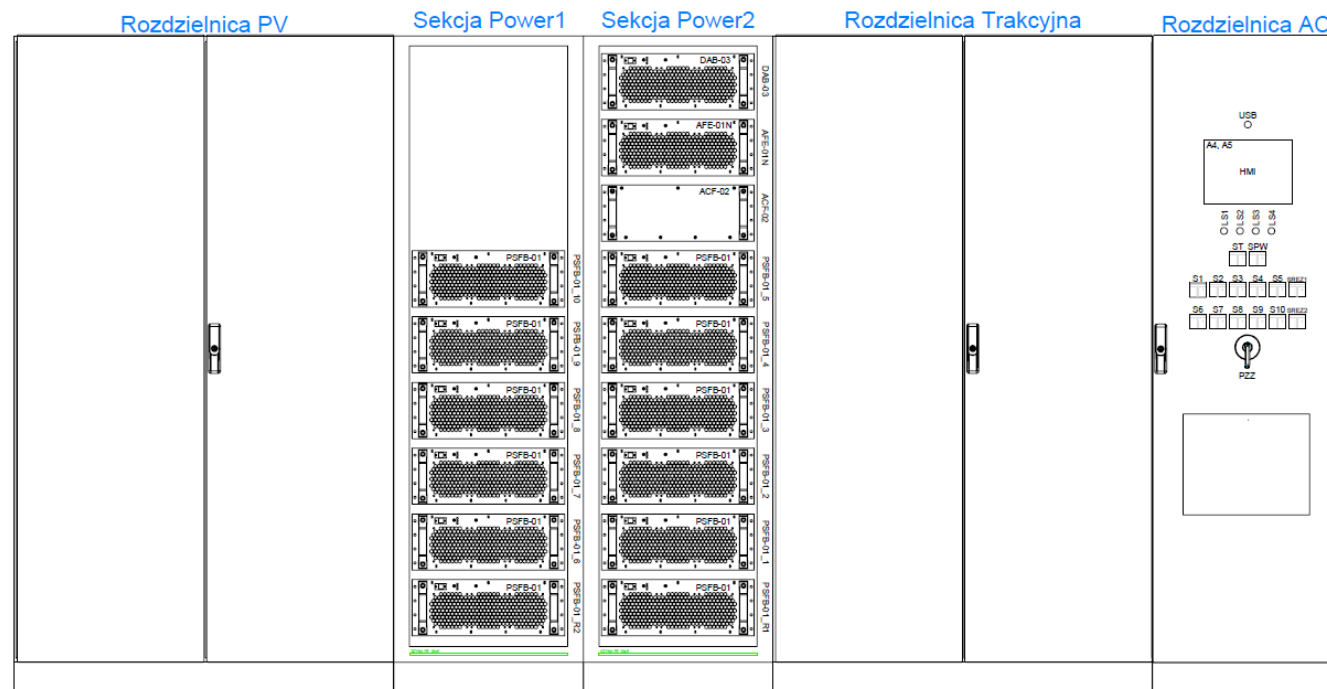 Rozdzielnica PV
Sekcja Power1
Sekcja Power2
Rozdzielnica Trakcyjna
Rozdzielnica AC
PSFB-01
PSFB-01_10
PSFB-01
PSFB-01_9
PSFB-01
PSFB-01_8
PSFB-01
PSFB-01_7
PSFB-01
PSFB-01_6
PSFB-01
PSFB-01_R2
DAB-03
DAB-03
AFE-01N
AFE-01N
ACF-02
ACF-02
PSFB-01
PSFB-01_5
PSFB-01
PSFB-01_4
PSFB-01
PSFB-01_3
PSFB-01
PSFB-01_2
PSFB-01
PSFB-01_1
PSFB-01
PSFB-01_R1
USB
A4, A5
HMI
LS1 LS2 LS3 LS4
ST SPW
S1 S2 S3 S4 S5 SREZ1
S6 S7 S8 S9 S10 SREZ2
PZZ